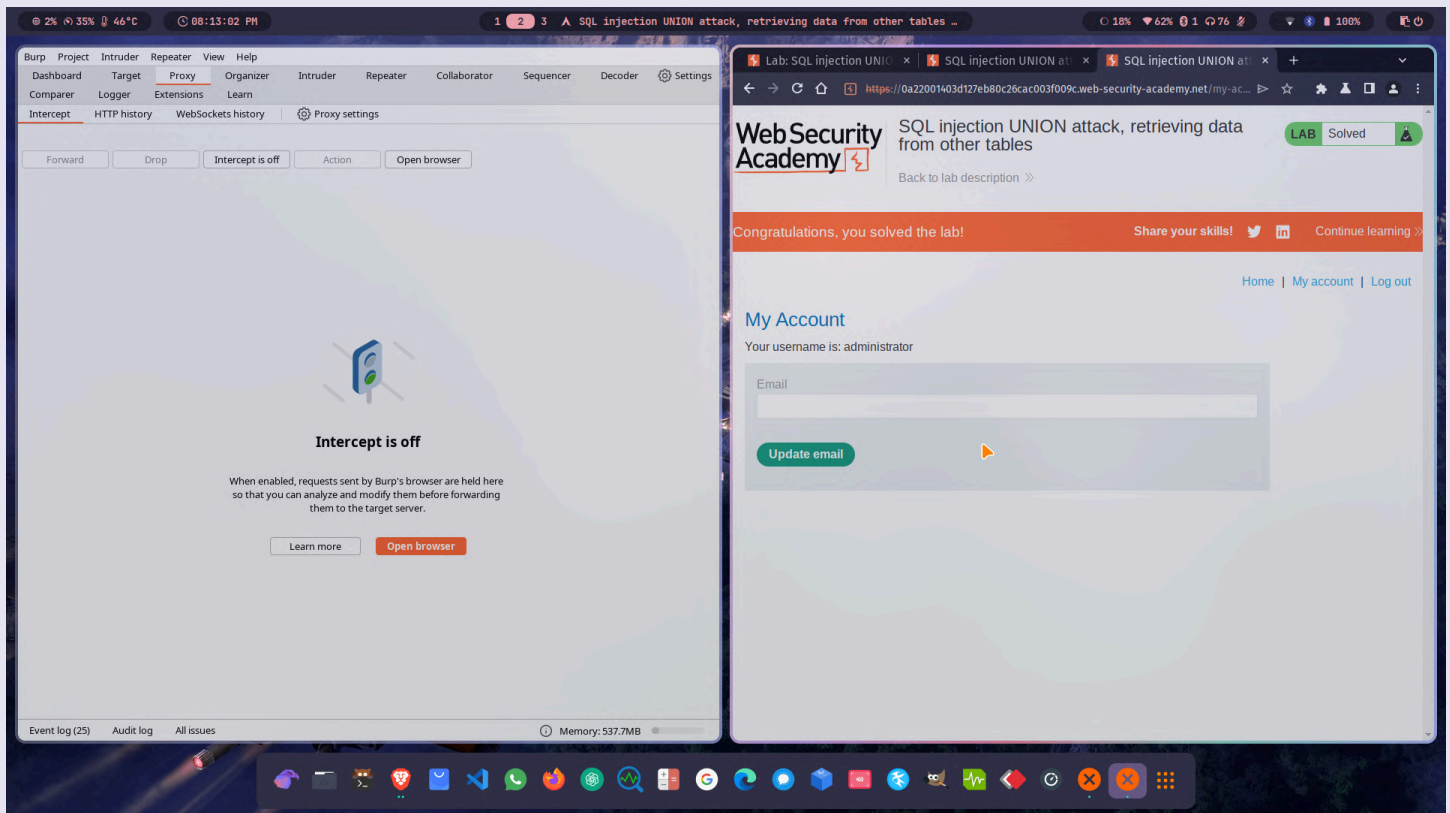 2% 35% 46°C
08:13:02 PM
1 2 3 SQL injection UNION attack, retrieving data from other tables …
18% 62% 1 76
100%
Burp Project Intruder Repeater View Help
Dashboard Target Proxy Organizer Intruder Repeater Collaborator Sequencer Decoder Settings
Comparer Logger Extensions Learn
Intercept HTTP history WebSockets history Proxy settings
Forward Drop Intercept is off Action Open browser
Intercept is off
When enabled, requests sent by Burp's browser are held here
so that you can analyze and modify them before forwarding
them to the target server.
Learn more Open browser
Event log (25) Audit log All issues Memory: 537.7MB
Lab: SQL injection UNIO SQL injection UNION at SQL injection UNION at
https://0a22001403d127eb80c26cac003f009c.web-security-academy.net/my-ac…
WebSecurity
Academy
SQL injection UNION attack, retrieving data
from other tables
Back to lab description
LAB Solved
Congratulations, you solved the lab! Share your skills! Continue learning
Home | My account | Log out
My Account
Your username is: administrator
Email
Update email